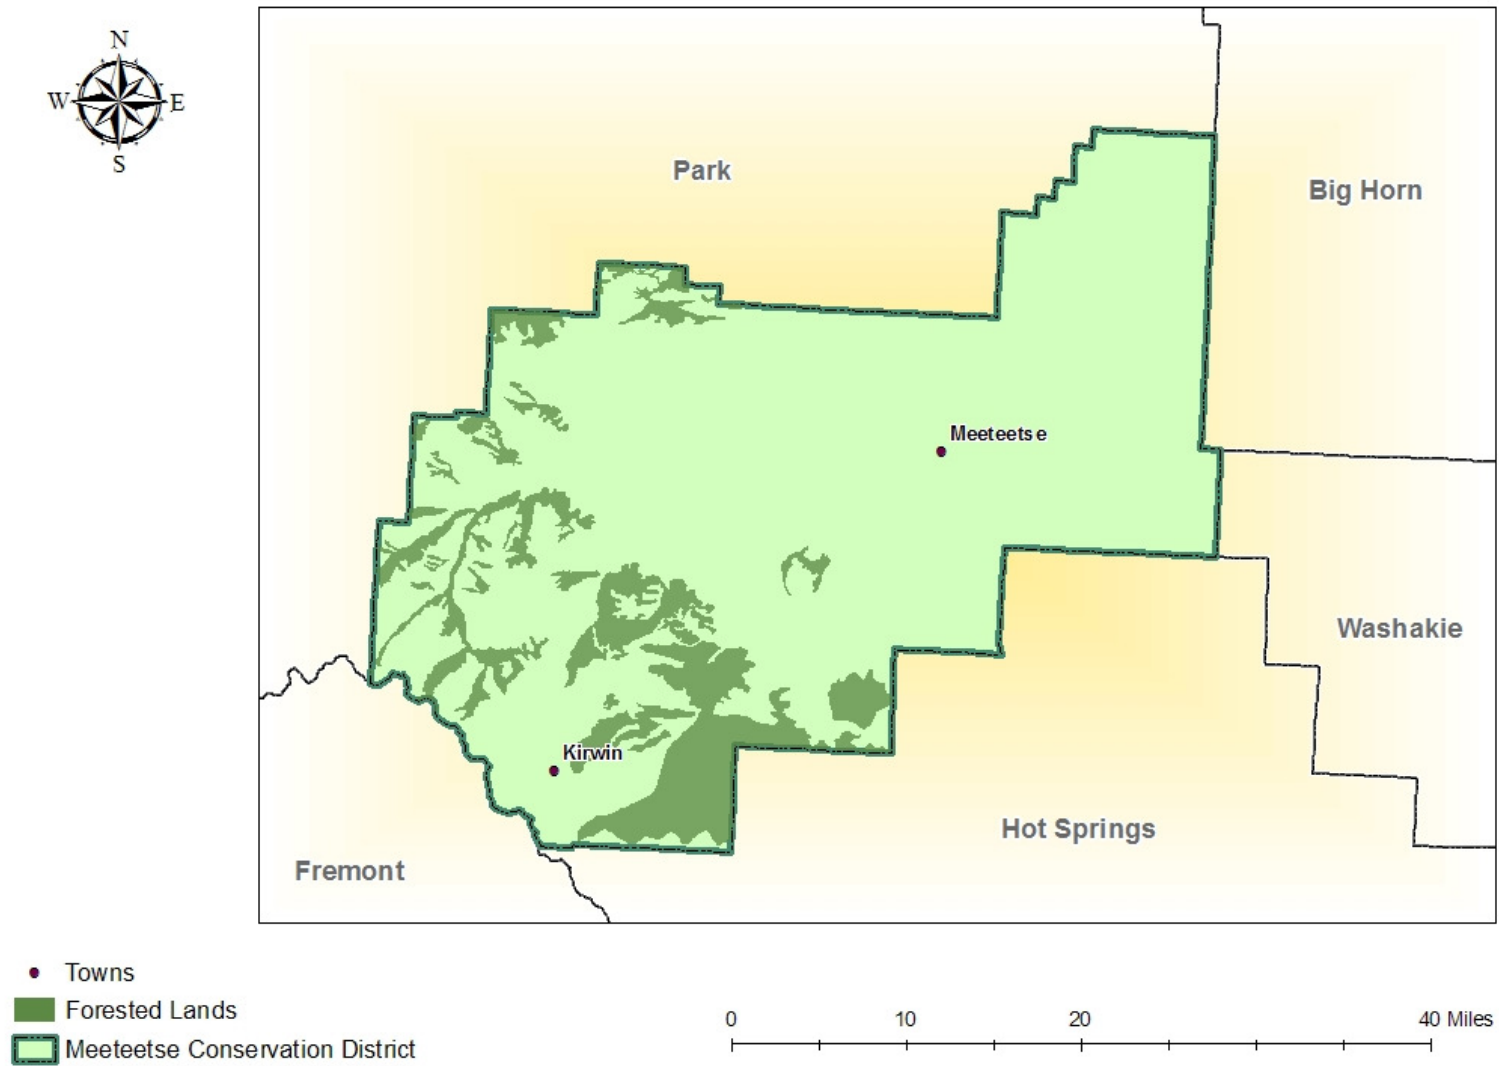 N
W E
S
Park
Big Horn
Meeteetse
Washakie
Kirwin
Hot Springs
Fremont
Towns
Forested Lands
0 10 20 40 Miles
Meeteetse Conservation District